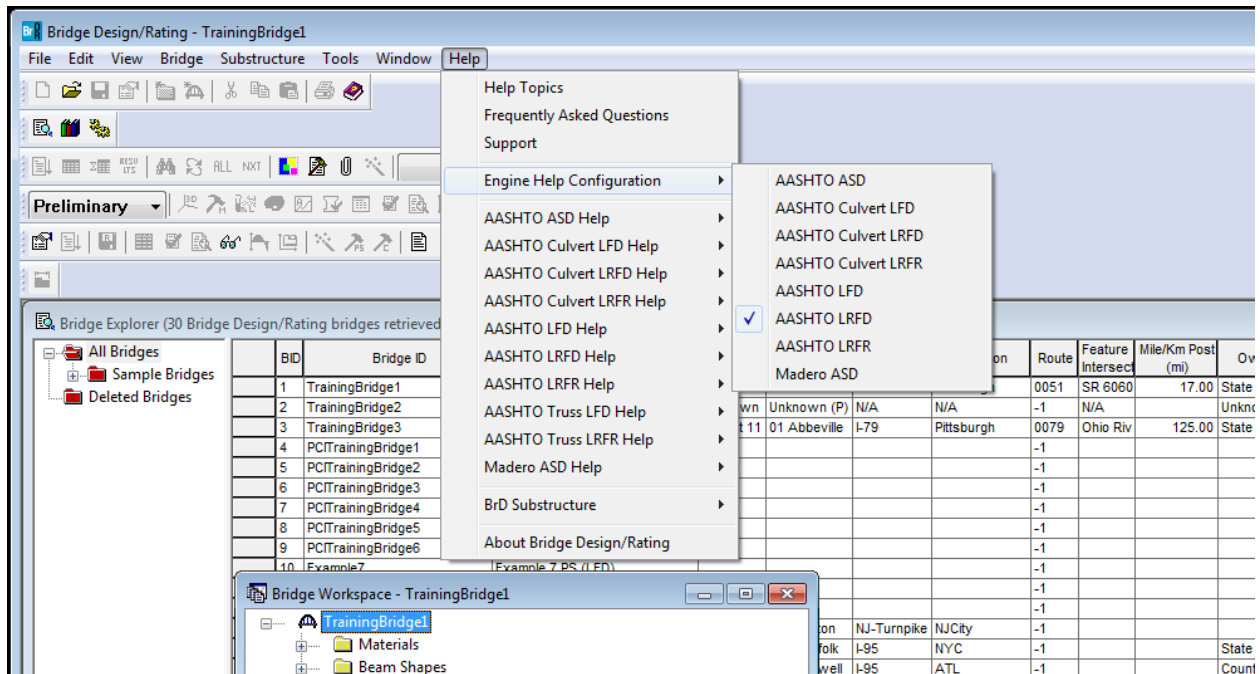 Bridge Design/Rating - TrainingBridge1
File Edit View Bridge Substructure Tools Window Help
Help Topics
Frequently Asked Questions
Support
Engine Help Configuration
AASHTO ASD Help
AASHTO Culvert LFD Help
AASHTO Culvert LRFD Help
AASHTO Culvert LRFR Help
AASHTO LFD Help
AASHTO LRFD Help
AASHTO LRFR Help
AASHTO Truss LFD Help
AASHTO Truss LRFR Help
Madero ASD Help
BrD Substructure
About Bridge Design/Rating
AASHTO ASD
AASHTO Culvert LFD
AASHTO Culvert LRFD
AASHTO Culvert LRFR
AASHTO LFD
AASHTO LRFD
AASHTO LRFR
Madero ASD
RESU LTS ALL NXT
Preliminary
Bridge Explorer (30 Bridge Design/Rating bridges retrieved
All Bridges
Sample Bridges
Deleted Bridges
BID Bridge ID Route Feature Intersect Mile/Km Post (mi)
1 TrainingBridge1 0051 SR 6060 17.00 State
2 TrainingBridge2 Unknown (P) N/A N/A -1 N/A
3 TrainingBridge3 11 01 Abbeville I-79 Pittsburgh 0079 Ohio Riv 125.00 State
4 PCITrainingBridge1 -1
5 PCITrainingBridge2 -1
6 PCITrainingBridge3 -1
7 PCITrainingBridge4 -1
8 PCITrainingBridge5 -1
9 PCITrainingBridge6 -1
10 Example7 Example 7 PS (LFD) -1
-1
-1
NJ-Turnpike NJCity -1
I-95 NYC -1 State
I-95 ATL -1
Bridge Workspace - TrainingBridge1
TrainingBridge1
Materials
Beam Shapes